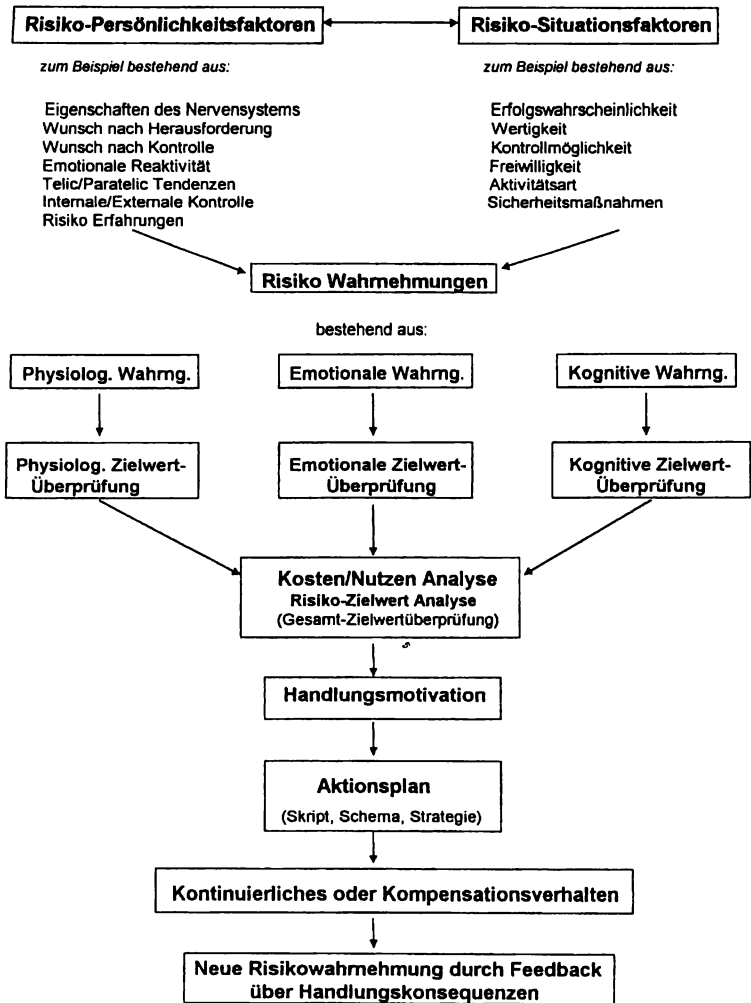 Risiko-Persönlichkeitsfaktoren
Risiko-Situationsfaktoren
zum Beispiel bestehend aus:
zum Beispiel bestehend aus:
Eigenschaften des Nervensystems
Wunsch nach Herausforderung
Wunsch nach Kontrolle
Emotionale Reaktivität
Telic/Paratelic Tendenzen
Internale/Externale Kontrolle
Risiko Erfahrungen
Erfolgswahrscheinlichkeit
Wertigkeit
Kontrollmöglichkeit
Freiwilligkeit
Aktivitätsart
Sicherheitsmaßnahmen
Risiko Wahrnehmungen
bestehend aus:
Physiolog. Wahrng.
Emotionale Wahrng.
Kognitive Wahrng.
Physiolog. Zielwert-
Überprüfung
Emotionale Zielwert-
Überprüfung
Kognitive Zielwert-
Überprüfung
Kosten/Nutzen Analyse
Risiko-Zielwert Analyse
(Gesamt-Zielwertüberprüfung)
Handlungsmotivation
Aktionsplan
(Skript, Schema, Strategie)
Kontinuierliches oder Kompensationsverhalten
Neue Risikowahrnehmung durch Feedback
über Handlungskonsequenzen